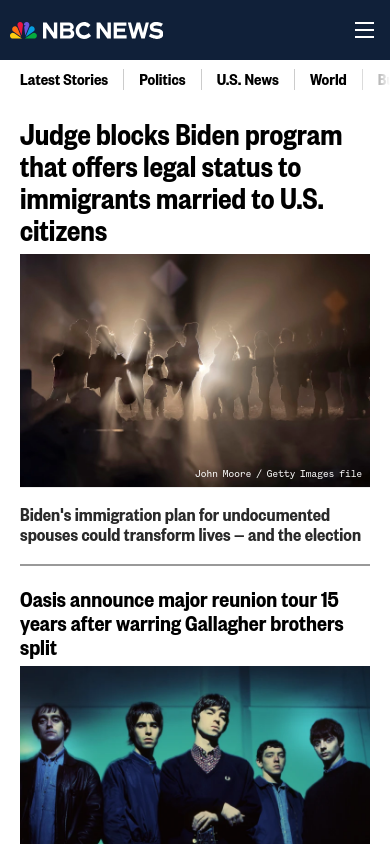 NBC NEWS
Latest Stories
Politics
U.S. News
World
Judge blocks Biden program
that offers legal status to
immigrants married to U.S.
citizens
John Moore / Getty Images file
Biden's immigration plan for undocumented
spouses could transform lives — and the election
Oasis announce major reunion tour 15
years after warring Gallagher brothers
split